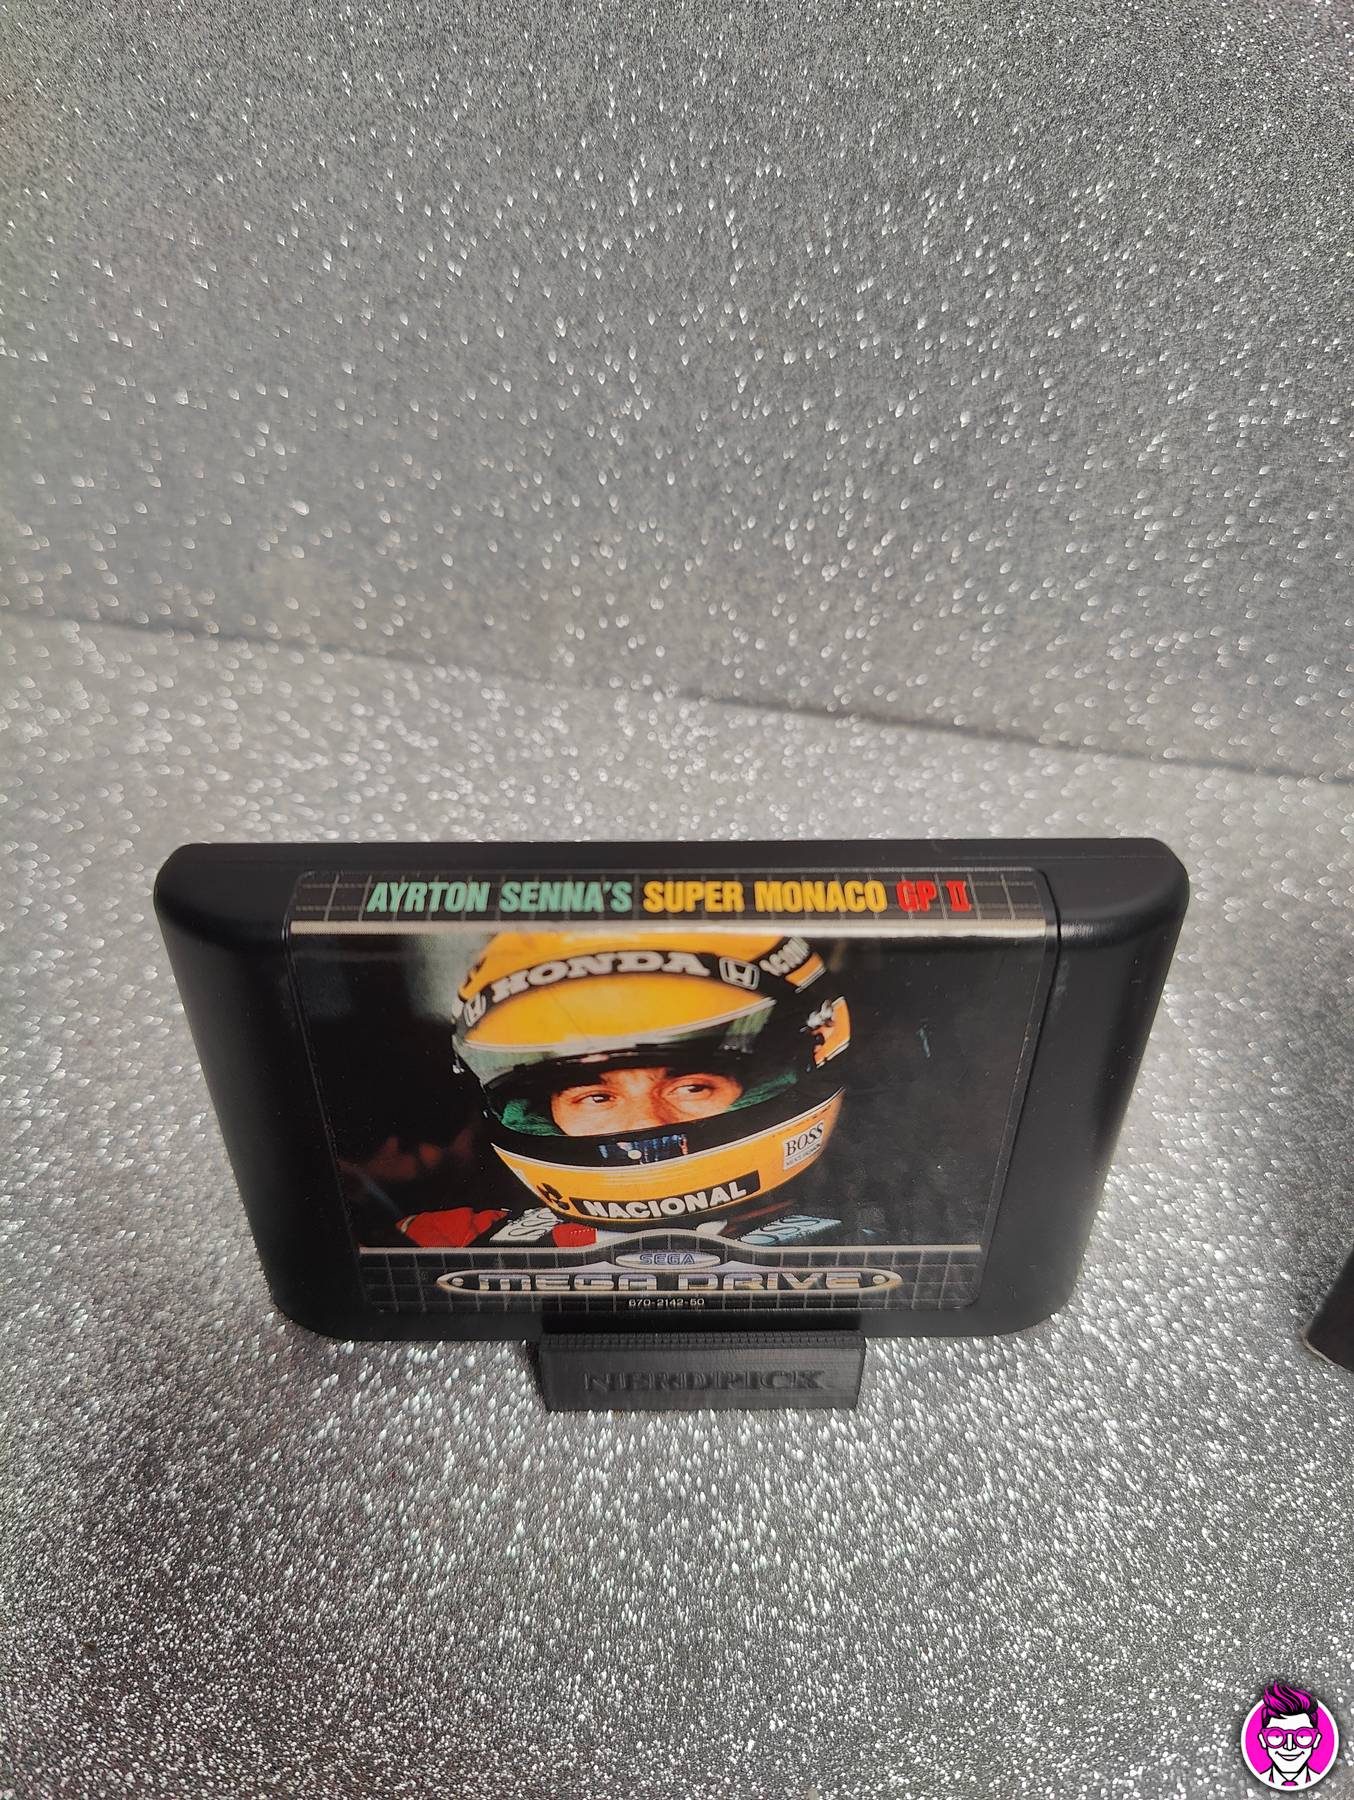 AYRTON SENNA'S SUPER MONACO GP II
HONDA
BOSS
NACIONAL
SEGA
MEGA DRIVE
670-2142-50
NERDPICK